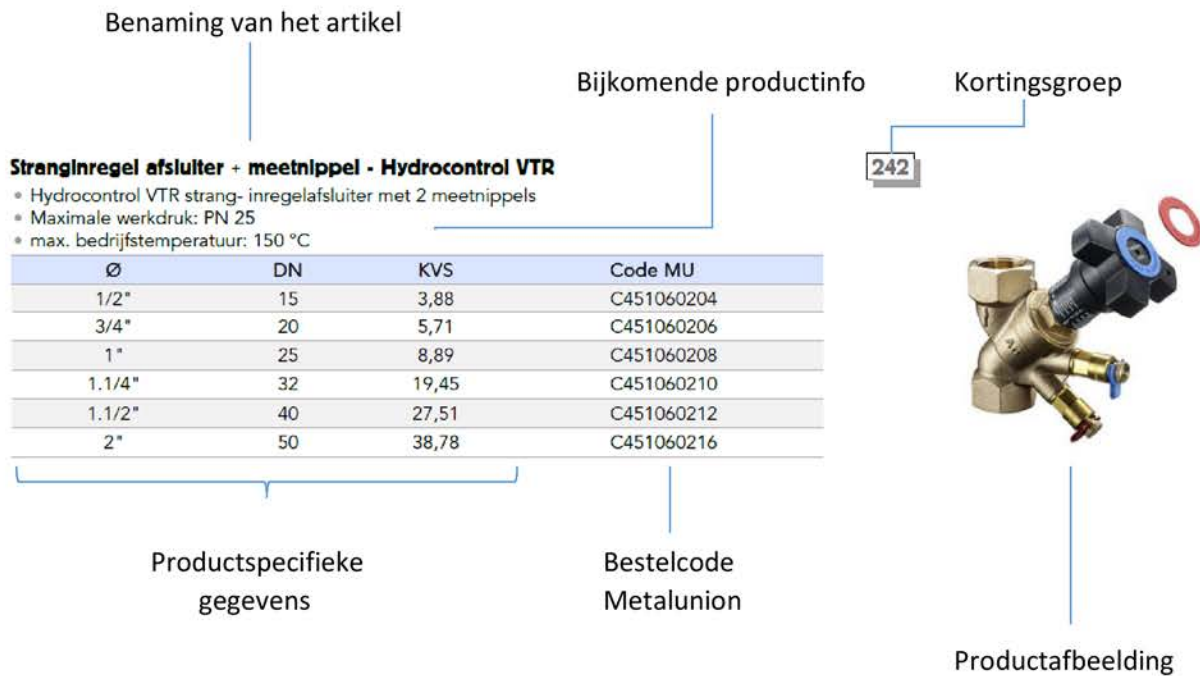 Benaming van het artikel
Bijkomende productinfo
Kortingsgroep
Stranginregel afsluiter + meetnippel - Hydrocontrol VTR
242
• Hydrocontrol VTR strang- inregelafsluiter met 2 meetnippels
• Maximale werkdruk: PN 25
• max. bedrijfstemperatuur: 150 °C
Ø DN KVS Code MU
1/2" 15 3,88 C451060204
3/4" 20 5,71 C451060206
1" 25 8,89 C451060208
1.1/4" 32 19,45 C451060210
1.1/2" 40 27,51 C451060212
2" 50 38,78 C451060216
Productspecifieke
gegevens
Bestelcode
Metalunion
Productafbeelding